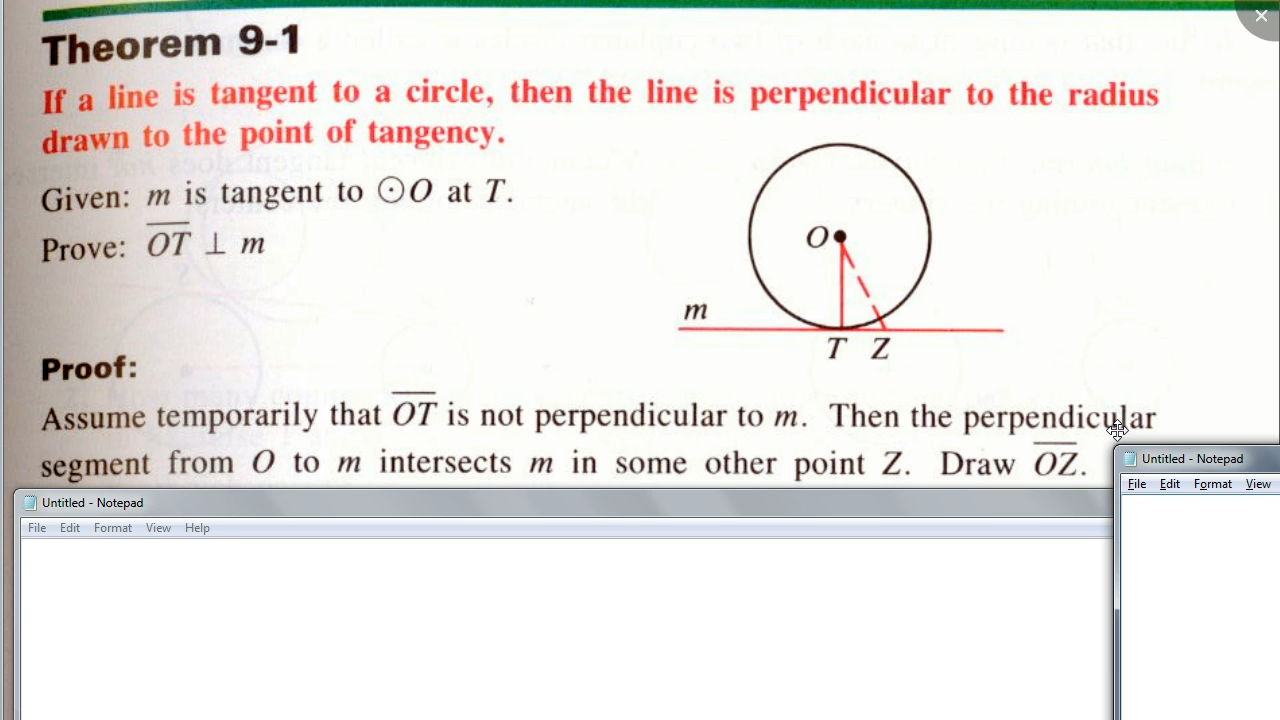 Theorem 9-1
If a line is tangent to a circle, then the line is perpendicular to the radius
drawn to the point of tangency.
Given: m is tangent to ⊙O at T.
Prove: O̅T̅ ⊥ m
O
m
T Z
Proof:
Assume temporarily that O̅T̅ is not perpendicular to m. Then the perpendicular
segment from O to m intersects m in some other point Z. Draw O̅Z̅.
Untitled - Notepad
File Edit Format View
Untitled - Notepad
File Edit Format View Help